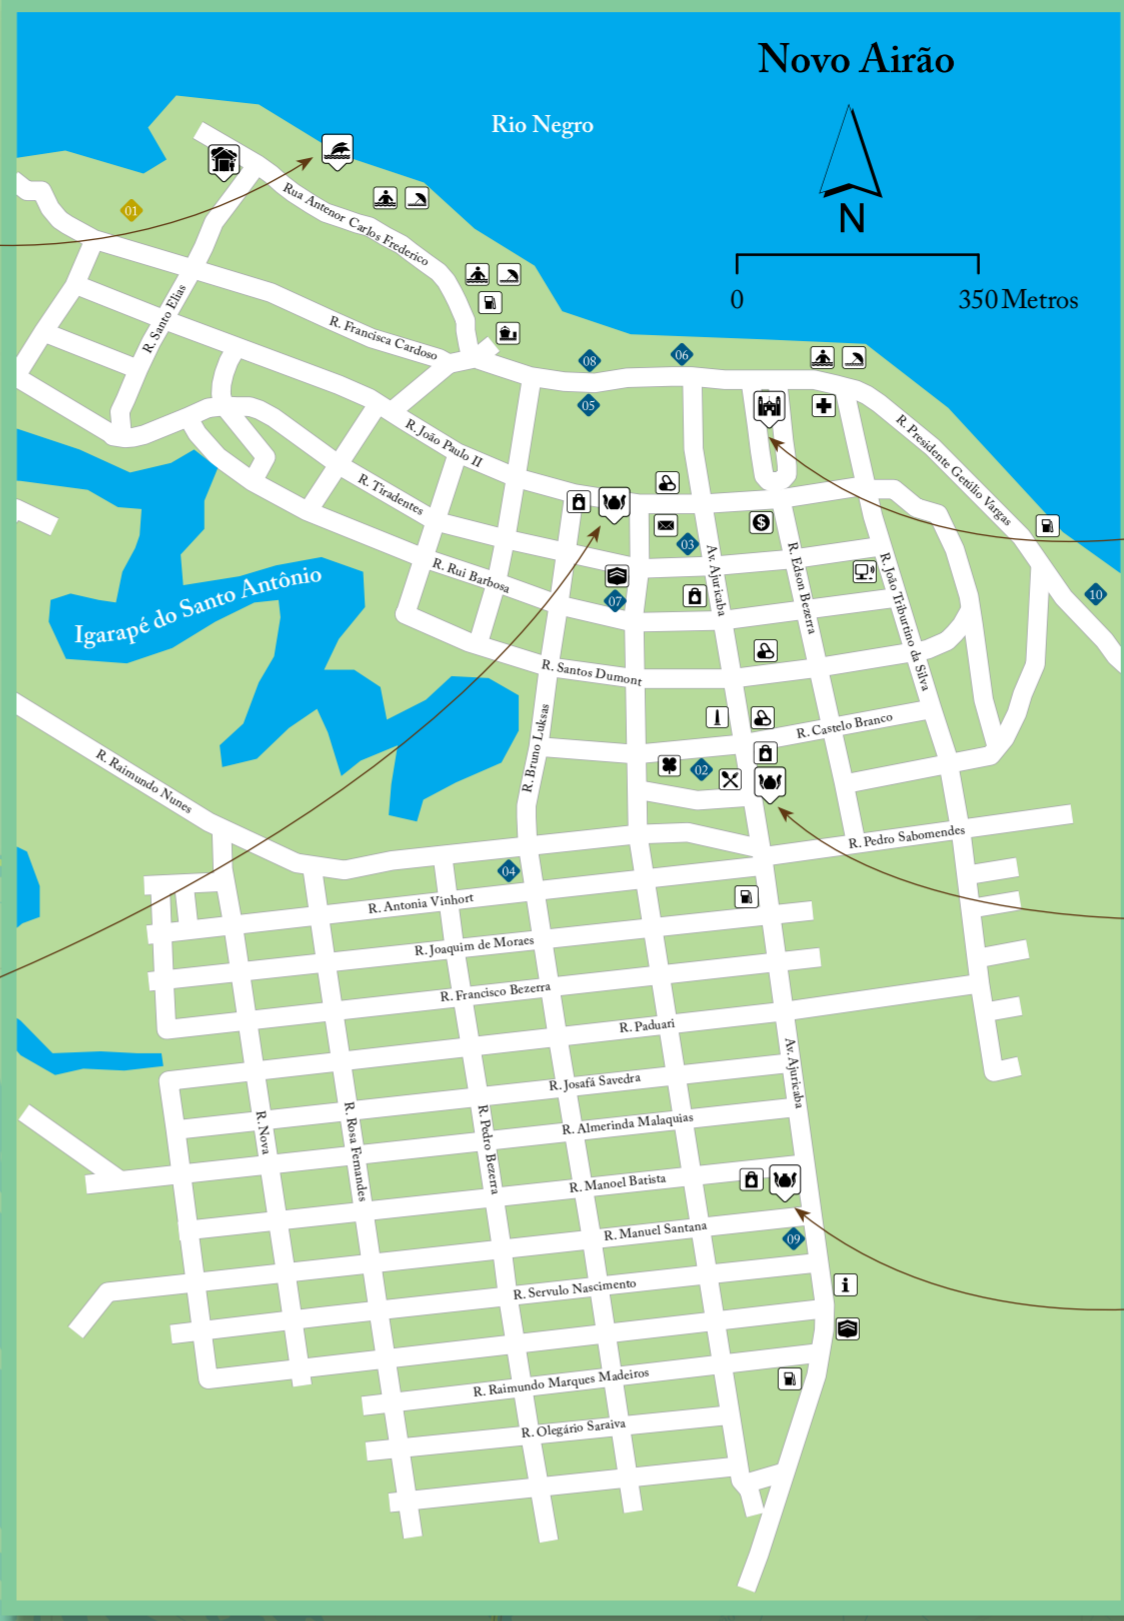 Novo Airão
Rio Negro
N
0
350 Metros
01
Rua Antenor Carlos Frederico
R. Santo Elias
R. Francisca Cardoso
08
06
05
R. João Paulo II
R. Presidente Getúlio Vargas
R. Tiradentes
$
03
Av. Ajuricaba
R. Edson Bezerra
R. João Triburtino da Silva
R. Rui Barbosa
07
10
Igarapé do Santo Antônio
R. Santos Dumont
R. Bruno Luksas
R. Castelo Branco
R. Raimundo Nunes
02
R. Pedro Sabomendes
04
R. Antonia Vinhort
R. Joaquim de Moraes
R. Francisco Bezerra
R. Paduari
Av. Ajuricaba
R. Josafá Savedra
R. Nova
R. Rosa Fernandes
R. Pedro Bezerra
R. Almerinda Malaquias
R. Manoel Batista
R. Manuel Santana
09
i
R. Servulo Nascimento
R. Raimundo Marques Madeiros
R. Olegário Saraiva